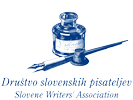 Društvo slovenskih pisateljev
Slovene Writers' Association